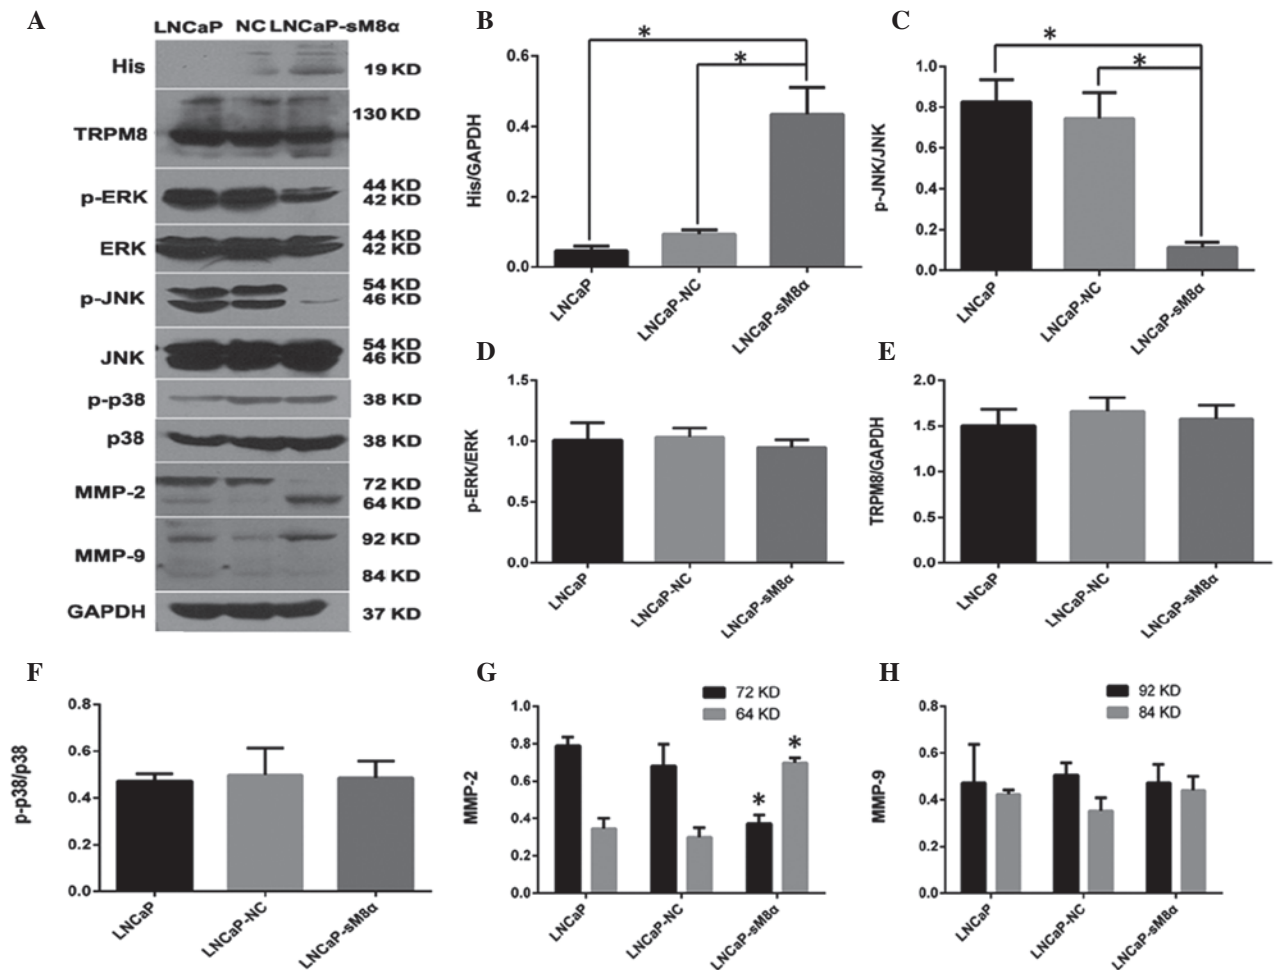 A
LNCaP NC LNCaP-sM8α
His 19 KD
130 KD
TRPM8
p-ERK 44 KD
42 KD
ERK 44 KD
42 KD
p-JNK 54 KD
46 KD
JNK 54 KD
46 KD
p-p38 38 KD
p38 38 KD
MMP-2 72 KD
64 KD
MMP-9 92 KD
84 KD
GAPDH 37 KD
B
His/GAPDH
0.6
0.4
0.2
0.0
* *
LNCaP LNCaP-NC LNCaP-sM8α
C
p-JNK/JNK
1.0
0.8
0.6
0.4
0.2
0.0
* *
LNCaP LNCaP-NC LNCaP-sM8α
D
p-ERK/ERK
1.5
1.0
0.5
0.0
LNCaP LNCaP-NC LNCaP-sM8α
E
TRPM8/GAPDH
2.0
1.5
1.0
0.5
0.0
LNCaP LNCaP-NC LNCaP-sM8α
F
p-p38/p38
0.8
0.6
0.4
0.2
0.0
LNCaP LNCaP-NC LNCaP-sM8α
G
72 KD
64 KD
MMP-2
1.0
0.8
0.6
0.4
0.2
0.0
* *
LNCaP LNCaP-NC LNCaP-sM8α
H
92 KD
84 KD
MMP-9
0.8
0.6
0.4
0.2
0.0
LNCaP LNCaP-NC LNCaP-sM8α